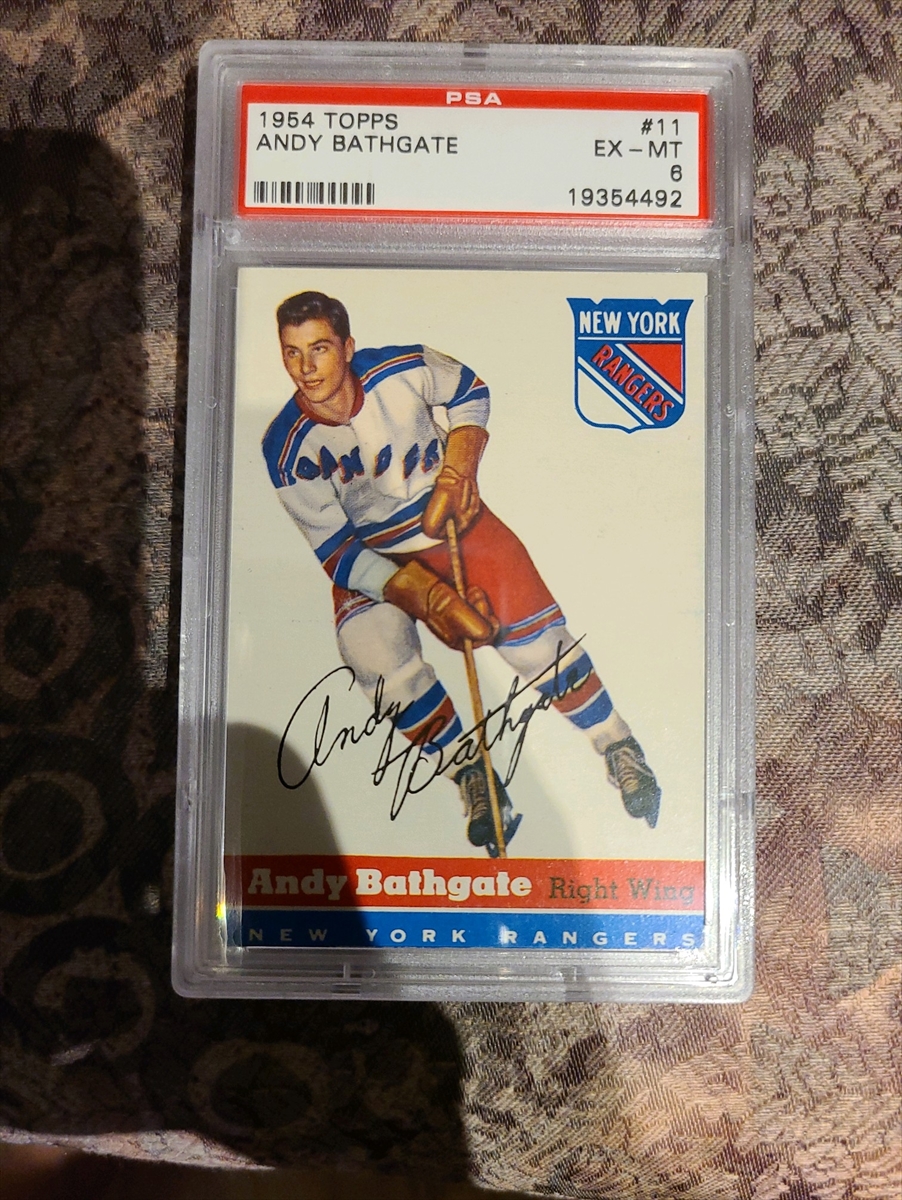 PSA
1954 TOPPS #11
ANDY BATHGATE EX-MT
6
19354492
NEW YORK
RANGERS
Andy Bathgate
Andy Bathgate Right Wing
NEW YORK RANGERS